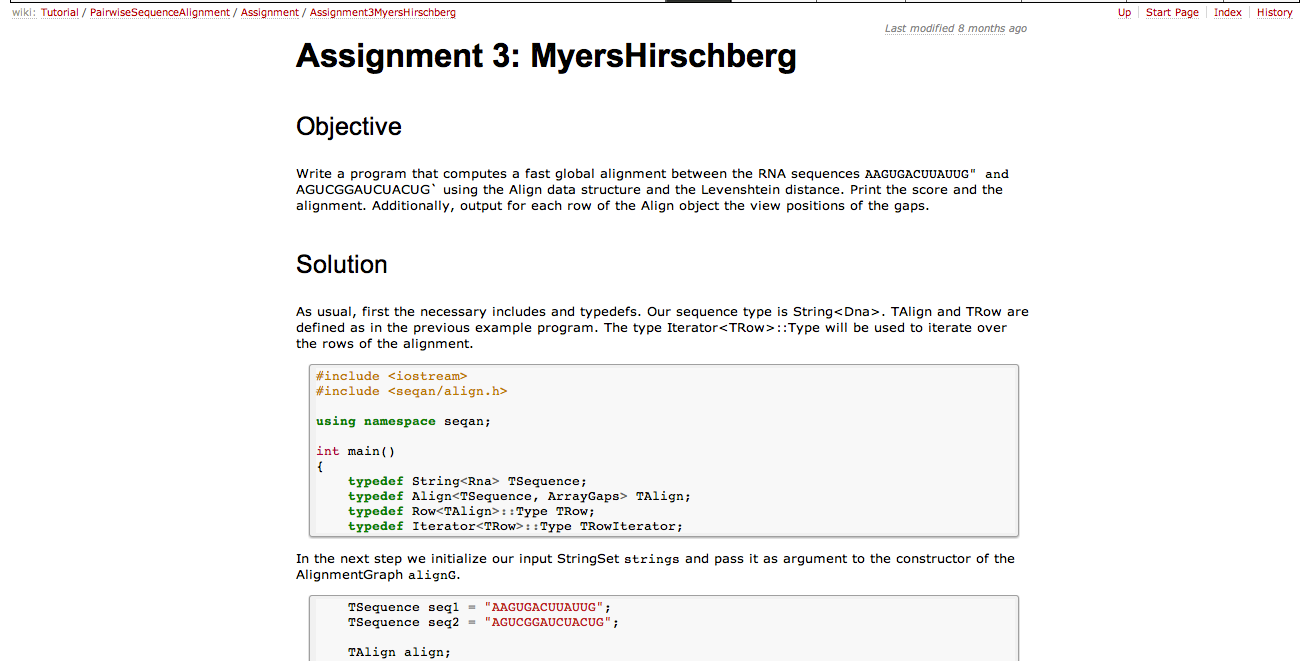 wiki: Tutorial / PairwiseSequenceAlignment / Assignment / Assignment3MyersHirschberg
Up Start Page Index History
Last modified 8 months ago
Assignment 3: MyersHirschberg
Objective
Write a program that computes a fast global alignment between the RNA sequences AAGUGACUUAUUG" and
AGUCGGAUCUACUG` using the Align data structure and the Levenshtein distance. Print the score and the
alignment. Additionally, output for each row of the Align object the view positions of the gaps.
Solution
As usual, first the necessary includes and typedefs. Our sequence type is String<Dna>. TAlign and TRow are
defined as in the previous example program. The type Iterator<TRow>::Type will be used to iterate over
the rows of the alignment.
#include <iostream>
#include <seqan/align.h>
using namespace seqan;
int main()
{
typedef String<Rna> TSequence;
typedef Align<TSequence, ArrayGaps> TAlign;
typedef Row<TAlign>::Type TRow;
typedef Iterator<TRow>::Type TRowIterator;
In the next step we initialize our input StringSet strings and pass it as argument to the constructor of the
AlignmentGraph alignG.
TSequence seq1 = "AAGUGACUUAUUG";
TSequence seq2 = "AGUCGGAUCUACUG";
TAlign align;